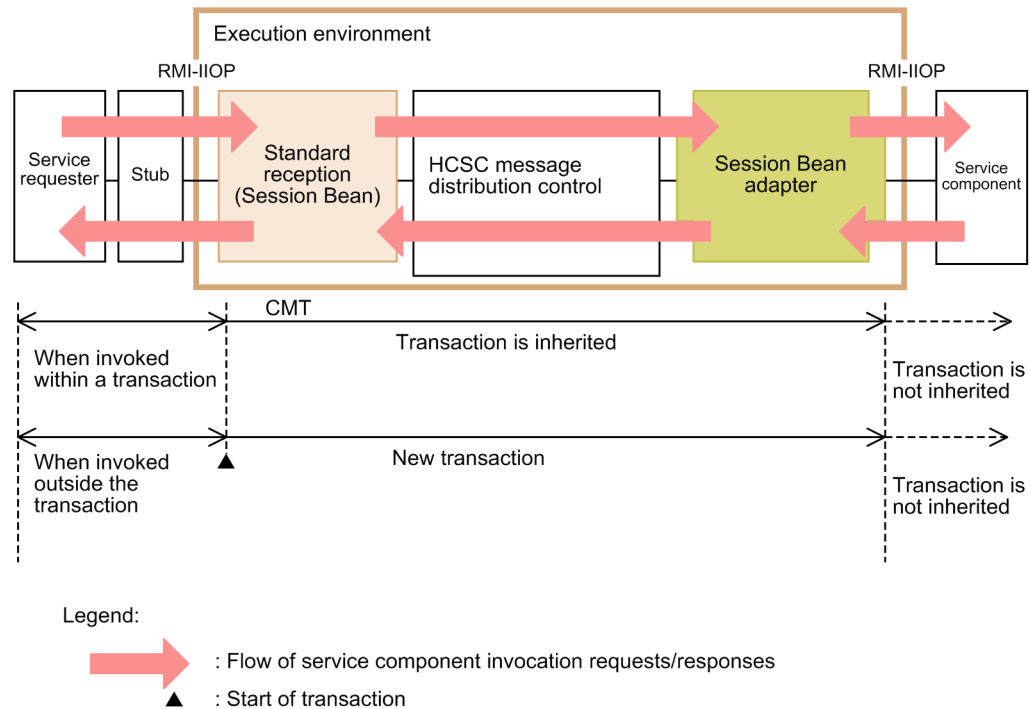 Execution environment
RMI-IIOP
RMI-IIOP
Service
requester
Stub
Standard
reception
(Session Bean)
HCSC message
distribution control
Session Bean
adapter
Service
component
CMT
When invoked
within a transaction
Transaction is inherited
Transaction is
not inherited
When invoked
outside the
transaction
New transaction
Transaction is
not inherited
Legend:
: Flow of service component invocation requests/responses
: Start of transaction